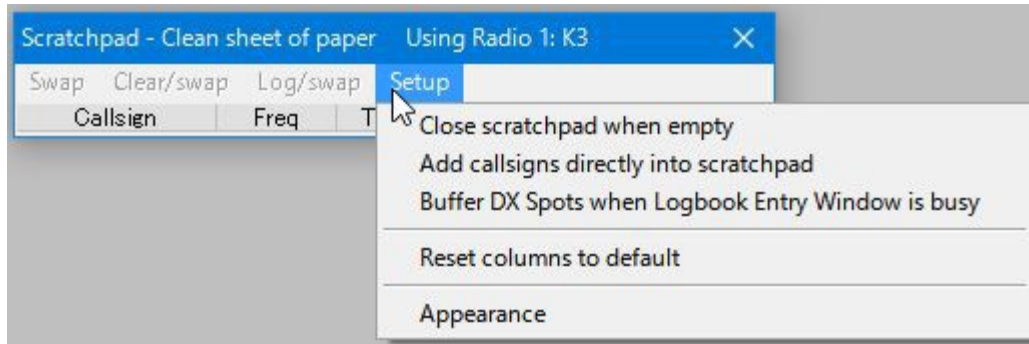 Scratchpad - Clean sheet of paper Using Radio 1: K3
Swap Clear/swap Log/swap Setup
Callsign Freq T
Close scratchpad when empty
Add callsigns directly into scratchpad
Buffer DX Spots when Logbook Entry Window is busy
Reset columns to default
Appearance